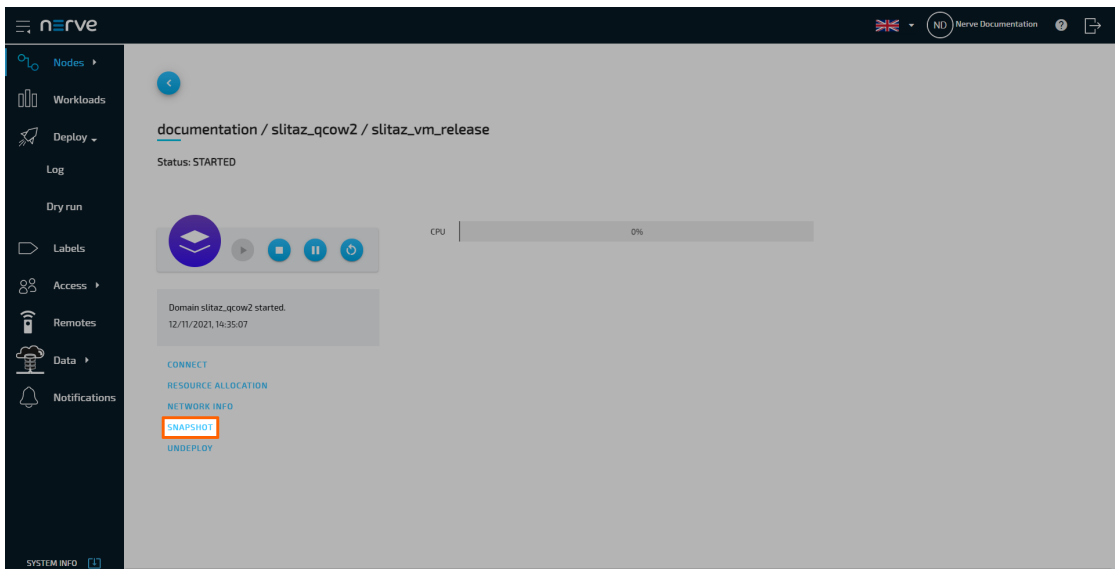 nerve
ND Nerve Documentation ?
Nodes
Workloads
Deploy
Log
Dry run
Labels
Access
Remotes
Data
Notifications
SYSTEM INFO
documentation / slitaz_qcow2 / slitaz_vm_release
Status: STARTED
CPU 0%
Domain slitaz_qcow2 started.
12/11/2021, 14:35:07
CONNECT
RESOURCE ALLOCATION
NETWORK INFO
SNAPSHOT
UNDEPLOY